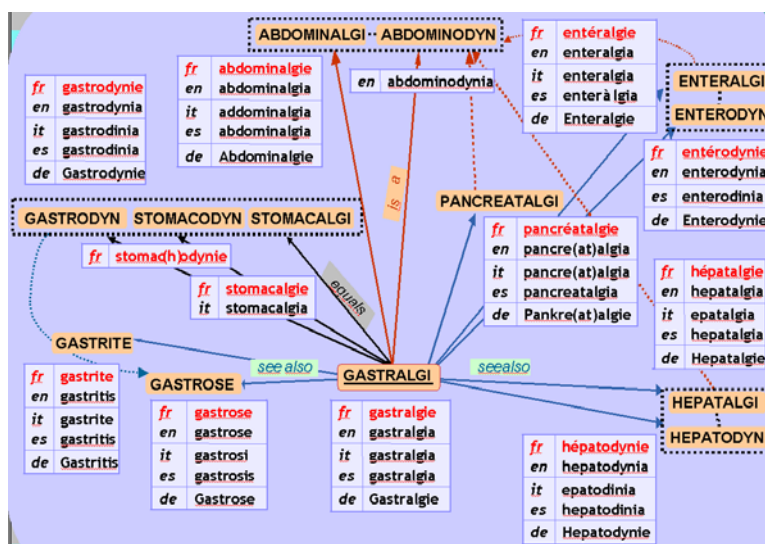 ABDOMINALGI ABDOMINODYN
fr abdominalgie
en abdominalgia
it addominalgia
es abdominalgia
de Abdominalgie
en abdominodynia
fr entéralgie
en enteralgia
it enteralgia
es enteràlgia
de Enteralgie
ENTERALGI
ENTERODYN
fr entérodynie
en enterodynia
es enterodinia
de Enterodynie
fr gastrodynie
en gastrodynia
it gastrodinia
es gastrodinia
de Gastrodynie
is a
PANCREATALGI
fr pancréatalgie
en pancre(at)algia
it pancre(at)algia
es pancreatalgia
de Pankre(at)algie
GASTRODYN STOMACODYN STOMACALGI
fr stomac(h)odynie
fr stomacalgie
it stomacalgia
equals
fr hépatalgie
en hepatalgia
it epatalgia
es hepatalgia
de Hepatalgie
GASTRITE
see also
GASTRALGI
seealso
fr gastrite
en gastritis
it gastrite
es gastritis
de Gastritis
GASTROSE
fr gastrose
en gastrose
it gastrosi
es gastrosis
de Gastrose
fr gastralgie
en gastralgia
it gastralgia
es gastralgia
de Gastralgie
HEPATALGI
HEPATODYN
fr hépatodynie
en hepatodynia
it epatodinia
es hepatodinia
de Hepatodynie